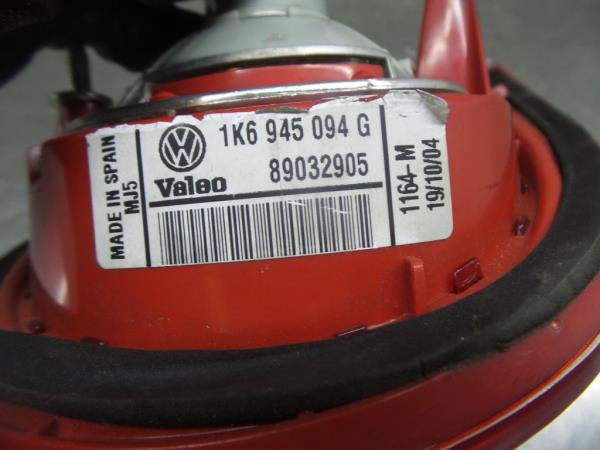 MADE IN SPAIN
MJ5
1K6 945 094 G
Valeo
89032905
1164-M
19/10/04